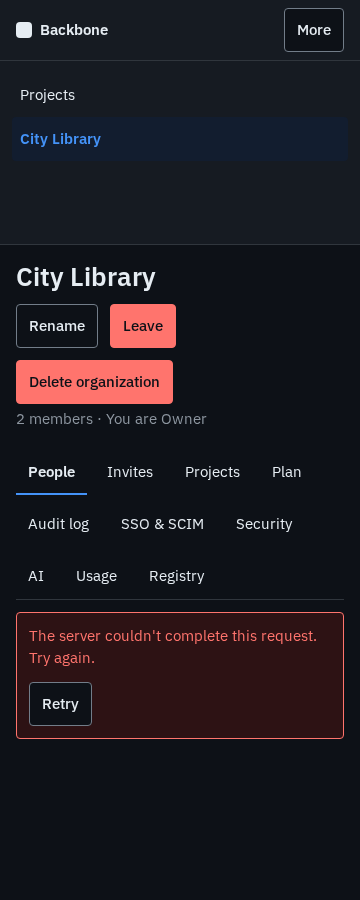 Backbone
More
Projects
City Library
City Library
Rename
Leave
Delete organization
2 members · You are Owner
People
Invites
Projects
Plan
Audit log
SSO & SCIM
Security
AI
Usage
Registry
The server couldn't complete this request.
Try again.
Retry